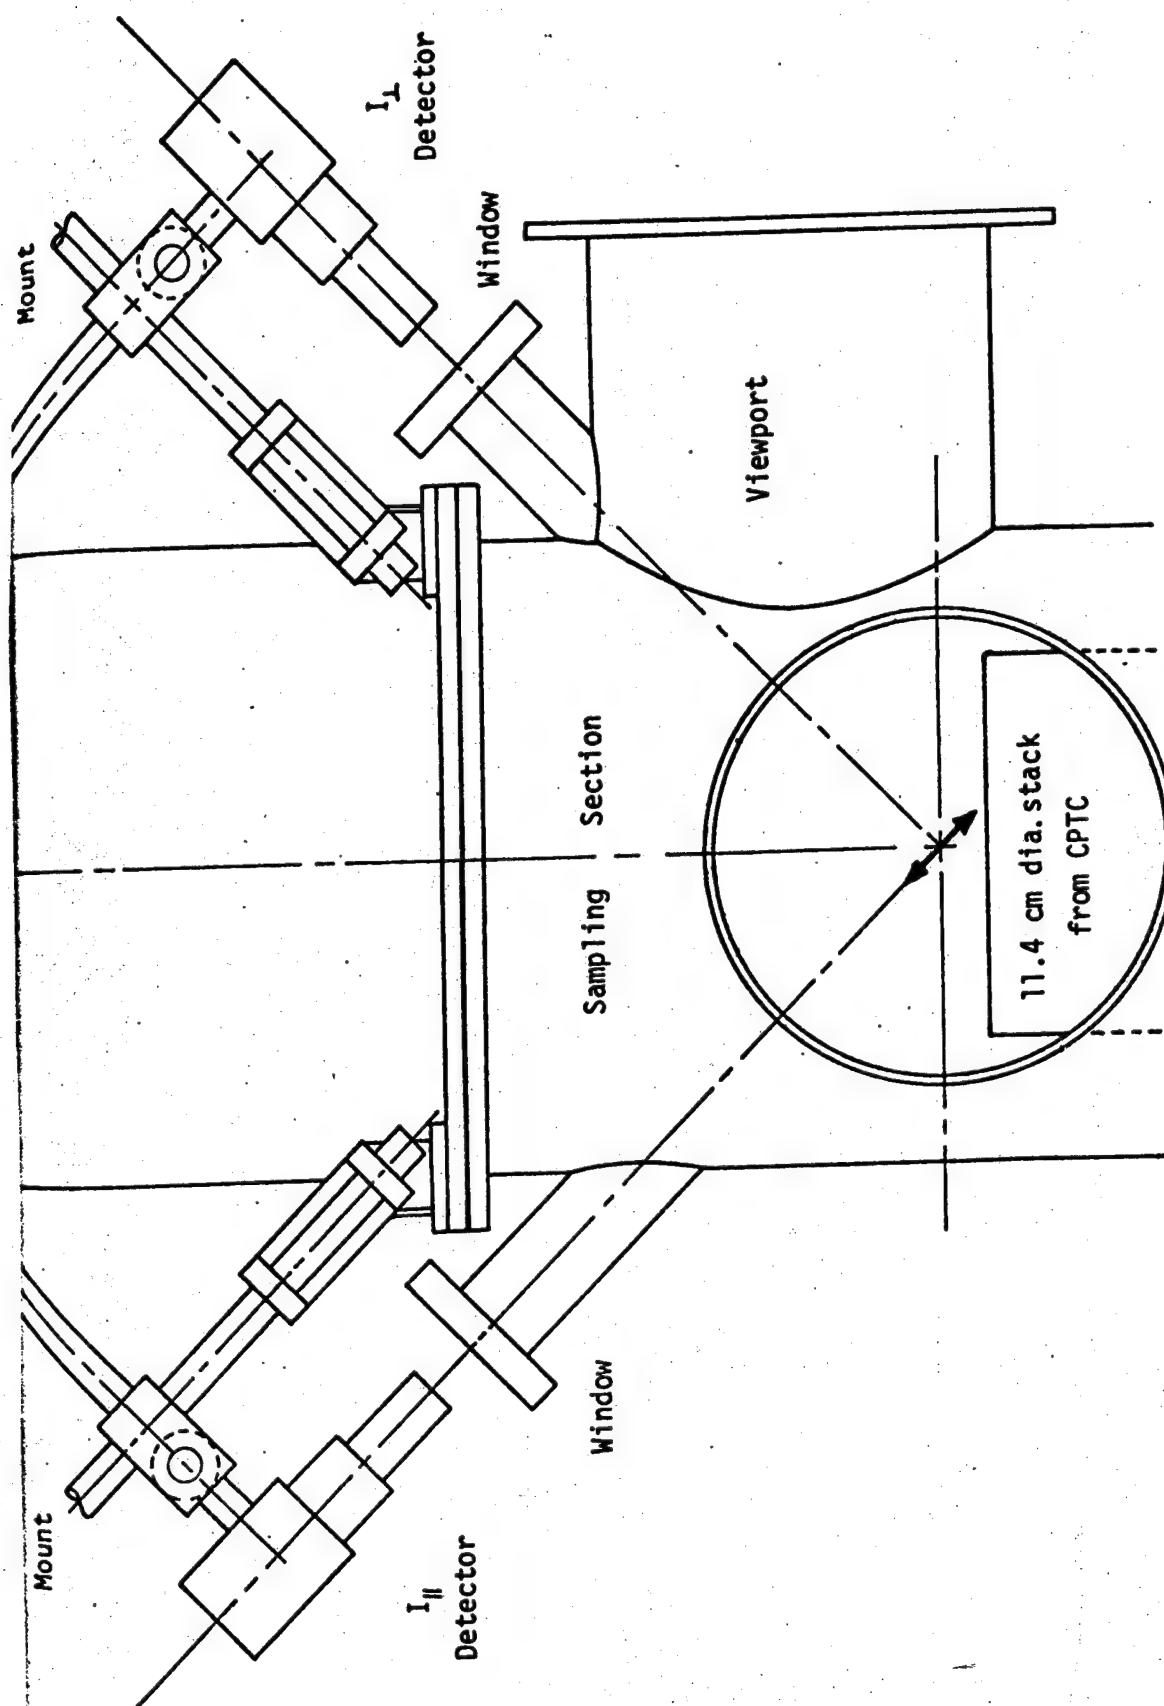 Mount
I⊥
Detector
Window
Viewport
Sampling Section
11.4 cm dia. stack
from CPTC
Window
Mount
I||
Detector